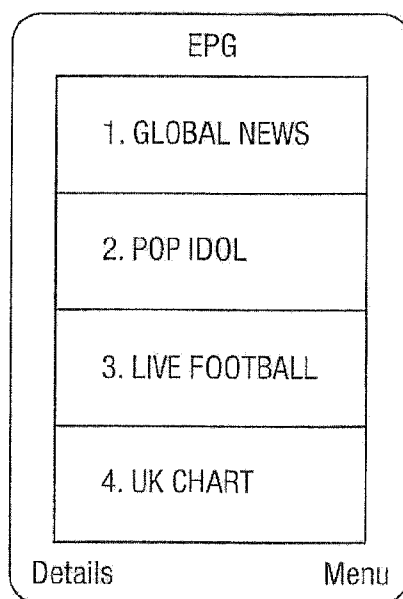 EPG
1. GLOBAL NEWS
2. POP IDOL
3. LIVE FOOTBALL
4. UK CHART
Details Menu